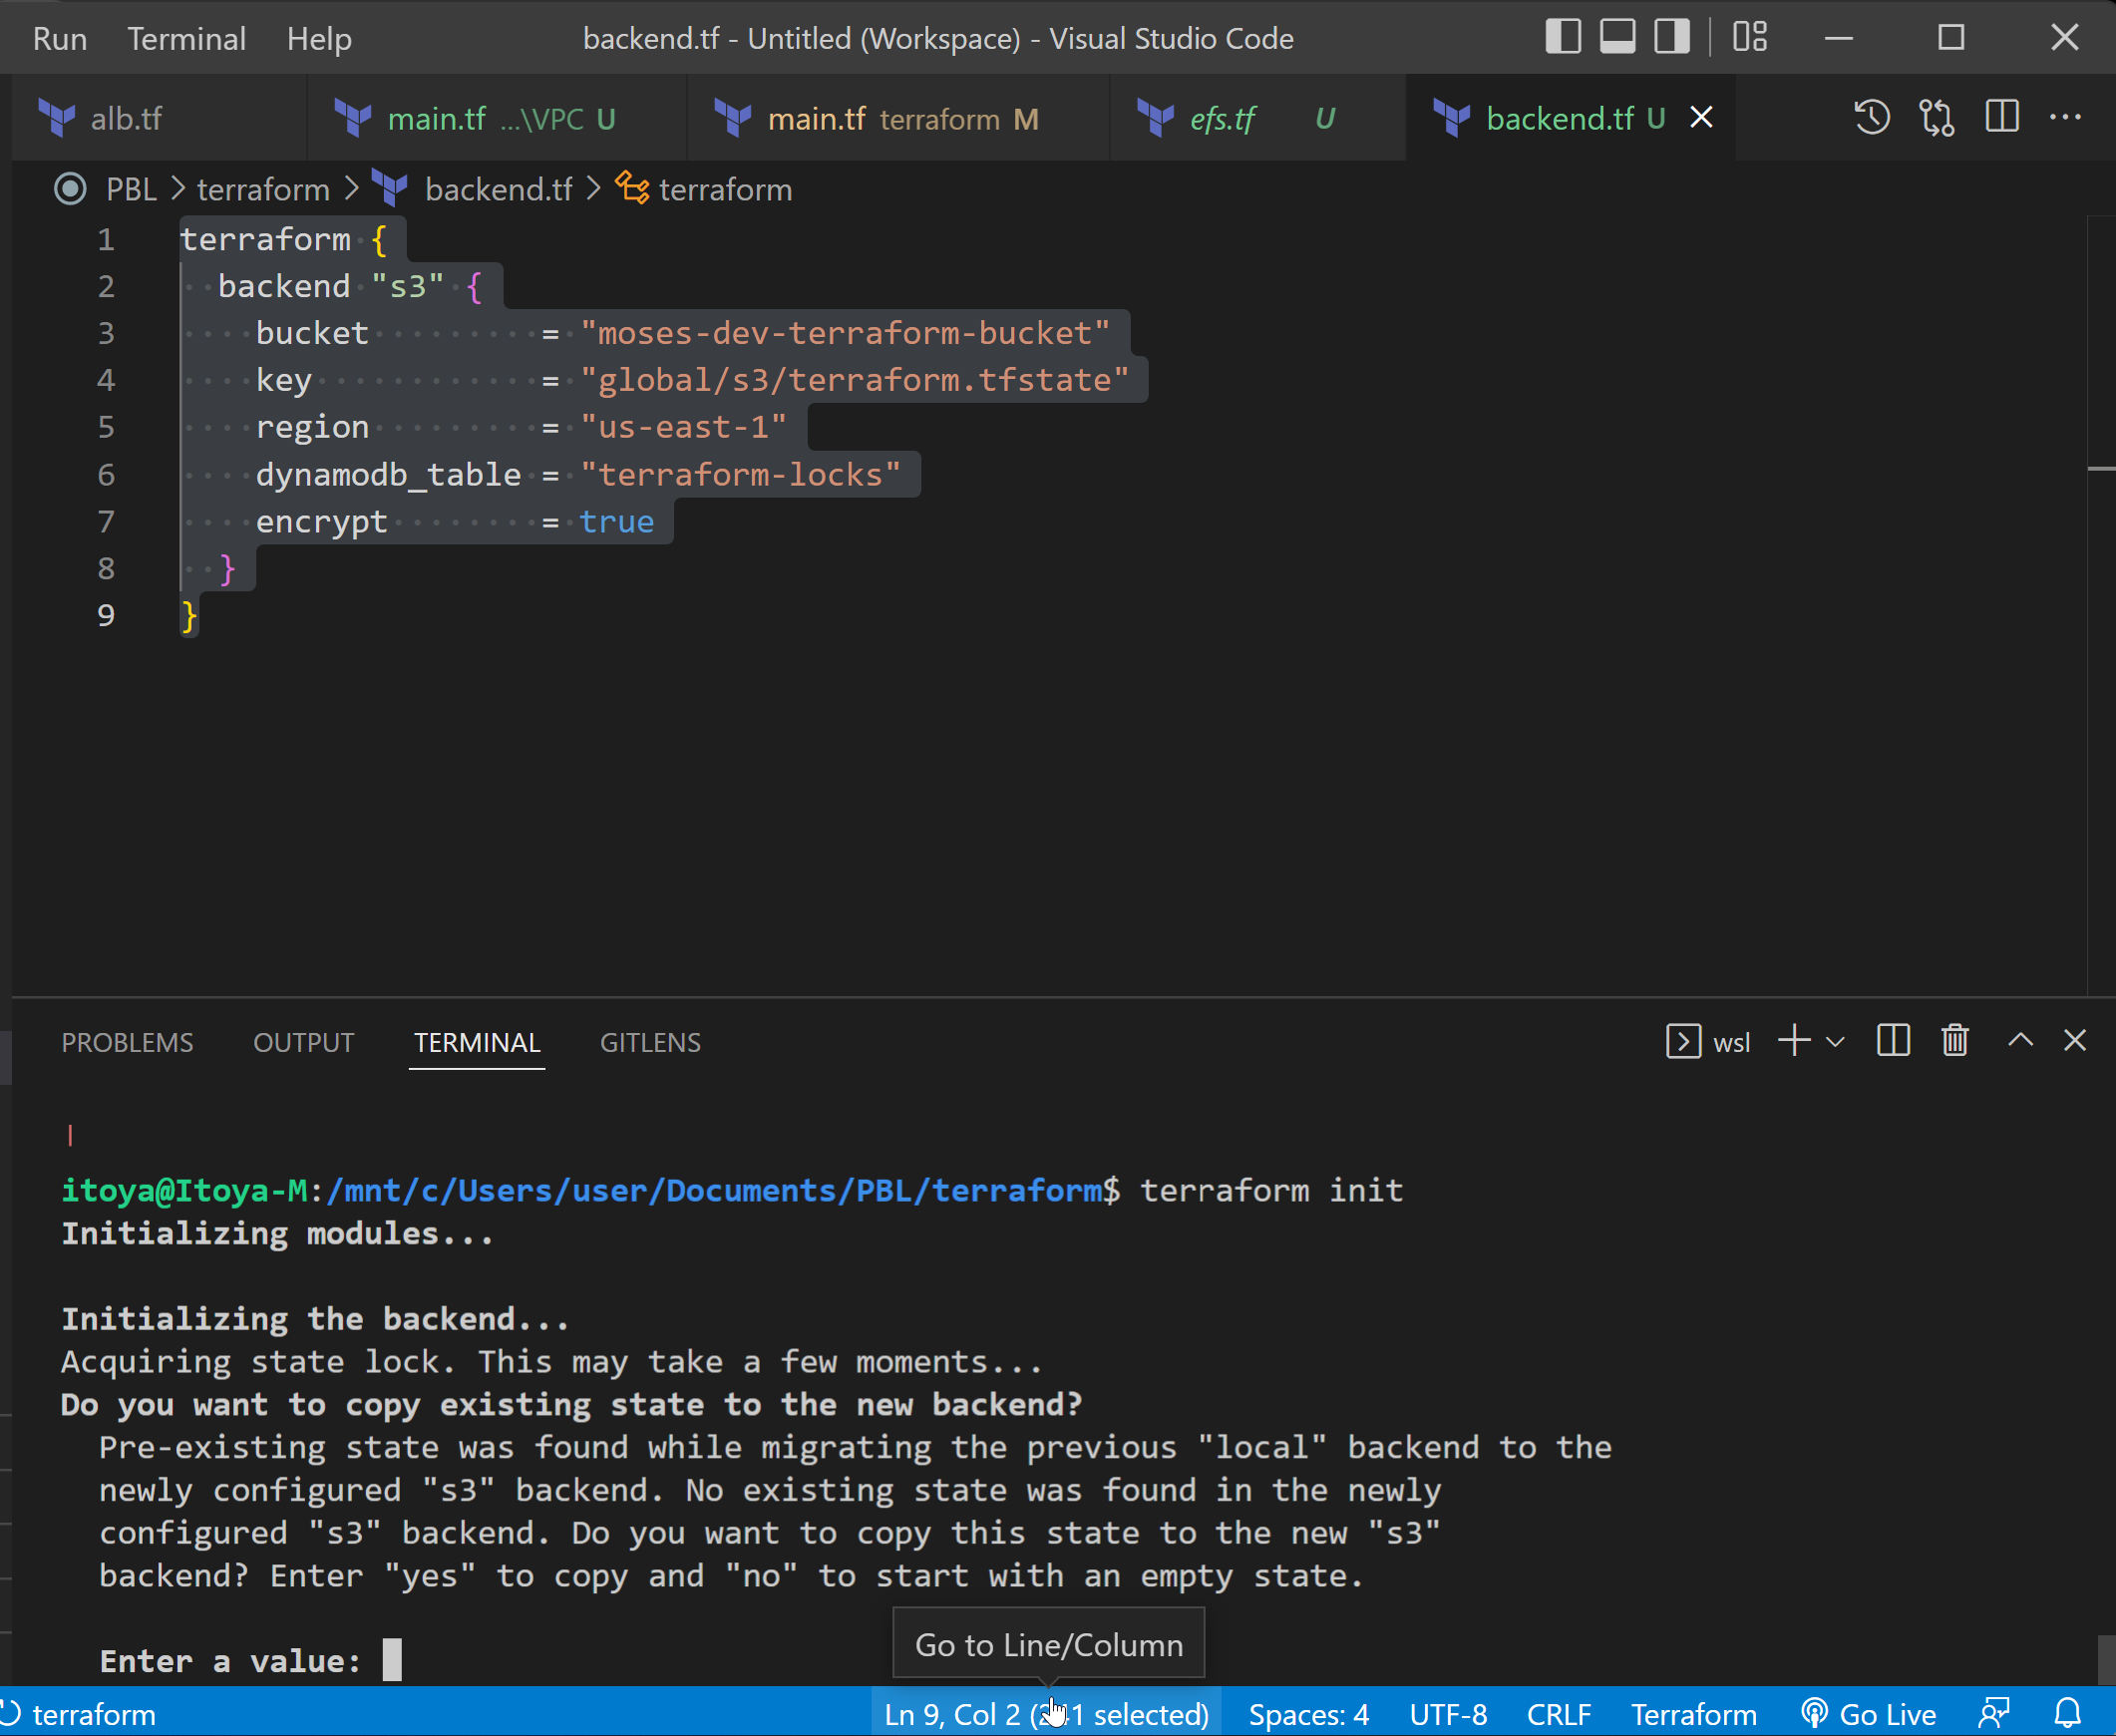 Run Terminal Help backend.tf - Untitled (Workspace) - Visual Studio Code
alb.tf main.tf ...\VPC U main.tf terraform M efs.tf U backend.tf U
PBL > terraform > backend.tf > terraform
1 terraform {
2 backend "s3" {
3 bucket = "moses-dev-terraform-bucket"
4 key = "global/s3/terraform.tfstate"
5 region = "us-east-1"
6 dynamodb_table = "terraform-locks"
7 encrypt = true
8 }
9 }
PROBLEMS OUTPUT TERMINAL GITLENS wsl
itoya@Itoya-M:/mnt/c/Users/user/Documents/PBL/terraform$ terraform init
Initializing modules...
Initializing the backend...
Acquiring state lock. This may take a few moments...
Do you want to copy existing state to the new backend?
Pre-existing state was found while migrating the previous "local" backend to the
newly configured "s3" backend. No existing state was found in the newly
configured "s3" backend. Do you want to copy this state to the new "s3"
backend? Enter "yes" to copy and "no" to start with an empty state.
Go to Line/Column
Enter a value:
terraform Ln 9, Col 2 ( selected) Spaces: 4 UTF-8 CRLF Terraform Go Live